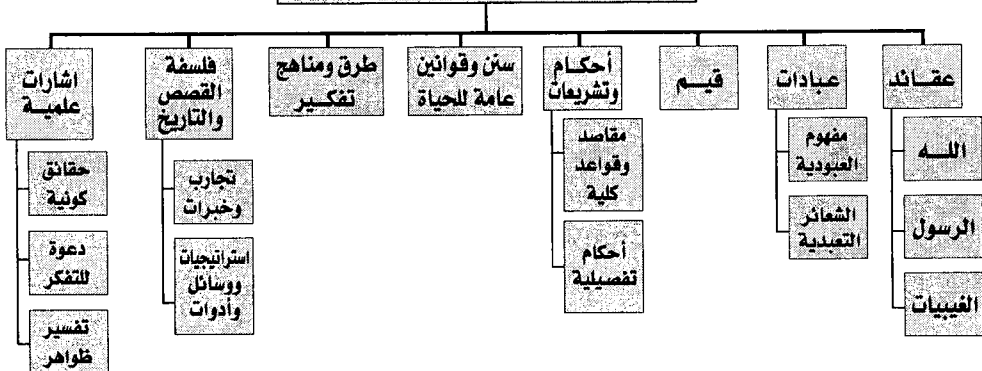 عقائد
الله
الرسول
الغيبيات
عبادات
مفهوم
العبودية
الشعائر
التعبدية
قيم
أحكام
وتشريعات
مقاصد
وقواعد
كلية
أحكام
تفصيلية
سنن وقوانين
عامة للحياة
طرق ومناهج
تفكير
فلسفة
القصص
والتاريخ
تجارب
وخبرات
استراتيجيات
ووسائل
وأدوات
اشارات
علمية
حقائق
كونية
دعوة
للتفكر
تفسير
ظواهر